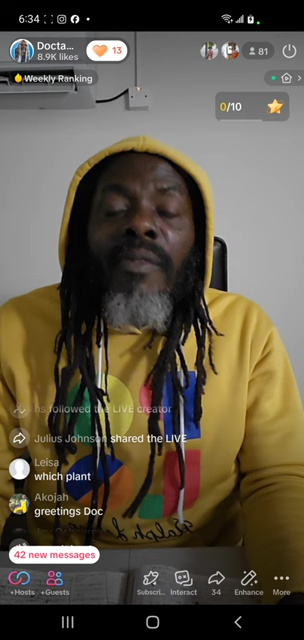 6:34
Docta...
8.9K likes
13
81
Weekly Ranking
0/10
hs followed the LIVE creator
Julius Johnson shared the LIVE
Leisa
which plant
Akojah
greetings Doc
42 new messages
+Hosts
+Guests
Subscri...
Interact
34
Enhance
More